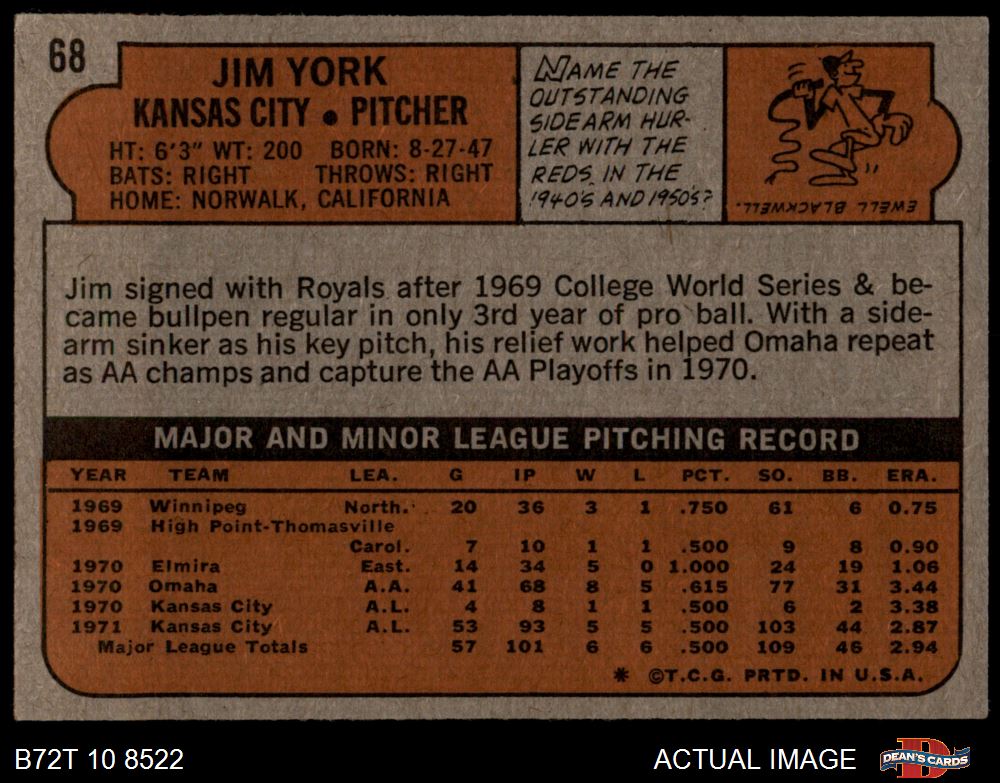 68
JIM YORK
KANSAS CITY • PITCHER
HT: 6'3" WT: 200 BORN: 8-27-47
BATS: RIGHT THROWS: RIGHT
HOME: NORWALK, CALIFORNIA
NAME THE
OUTSTANDING
SIDEARM HUR-
LER WITH THE
REDS IN THE
1940'S AND 1950'S?
EWELL BLACKWELL.
Jim signed with Royals after 1969 College World Series & be-
came bullpen regular in only 3rd year of pro ball. With a side-
arm sinker as his key pitch, his relief work helped Omaha repeat
as AA champs and capture the AA Playoffs in 1970.
MAJOR AND MINOR LEAGUE PITCHING RECORD
YEAR TEAM LEA. G IP W L PCT. SO. BB. ERA.
1969 Winnipeg North. 20 36 3 1 .750 61 6 0.75
1969 High Point-Thomasville
Carol. 7 10 1 1 .500 9 8 0.90
1970 Elmira East. 14 34 5 0 1.000 24 19 1.06
1970 Omaha A.A. 41 68 8 5 .615 77 31 3.44
1970 Kansas City A.L. 4 8 1 1 .500 6 2 3.38
1971 Kansas City A.L. 53 93 5 5 .500 103 44 2.87
Major League Totals 57 101 6 6 .500 109 46 2.94
* ©T.C.G. PRTD. IN U.S.A.
B72T 10 8522 ACTUAL IMAGE DEAN'S CARDS